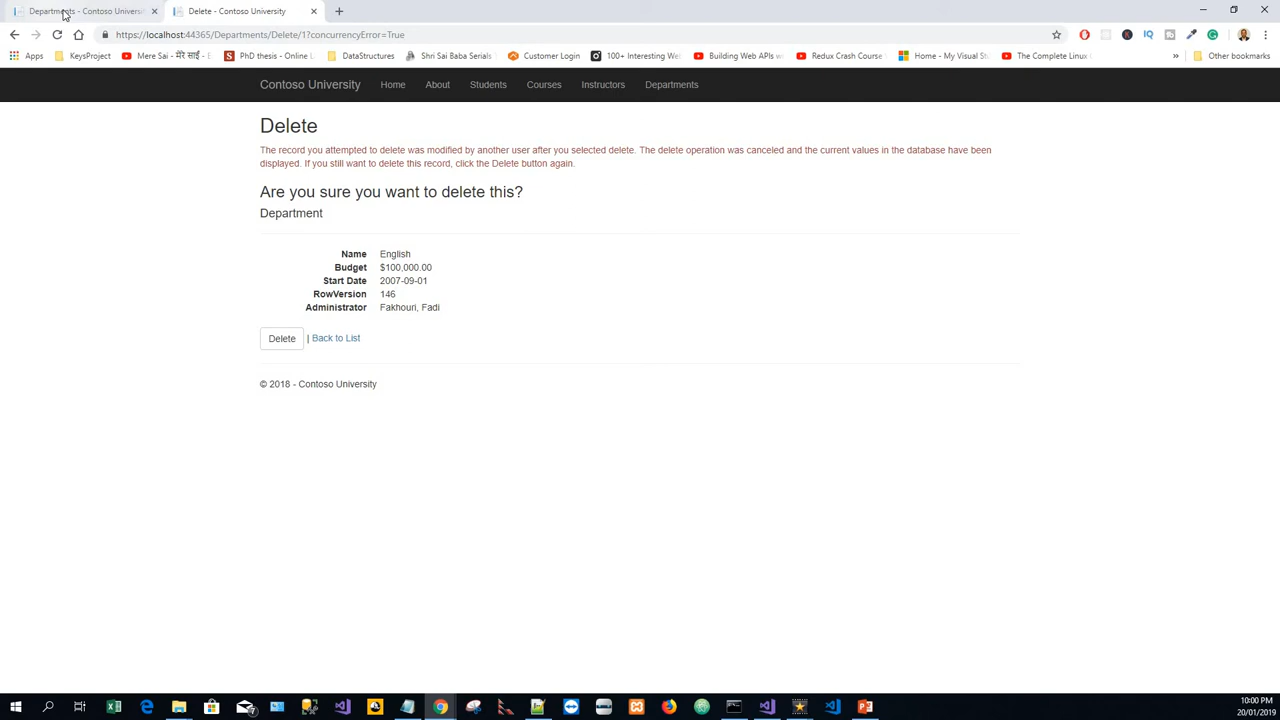 Departments - Contoso Universi
Delete - Contoso University
https://localhost:44365/Departments/Delete/1?concurrencyError=True
Apps
KeysProject
Mere Sai - मेरे साईं -
PhD thesis - Online
DataStructures
Shri Sai Baba Serials
Customer Login
100+ Interesting Web
Building Web APIs w
Redux Crash Course
Home - My Visual St
The Complete Linux
» Other bookmarks
Contoso University Home About Students Courses Instructors Departments
Delete
The record you attempted to delete was modified by another user after you selected delete. The delete operation was canceled and the current values in the database have been
displayed. If you still want to delete this record, click the Delete button again.
Are you sure you want to delete this?
Department
Name English
Budget $100,000.00
Start Date 2007-09-01
RowVersion 146
Administrator Fakhouri, Fadi
Delete | Back to List
© 2018 - Contoso University
10:00 PM
20/01/2019